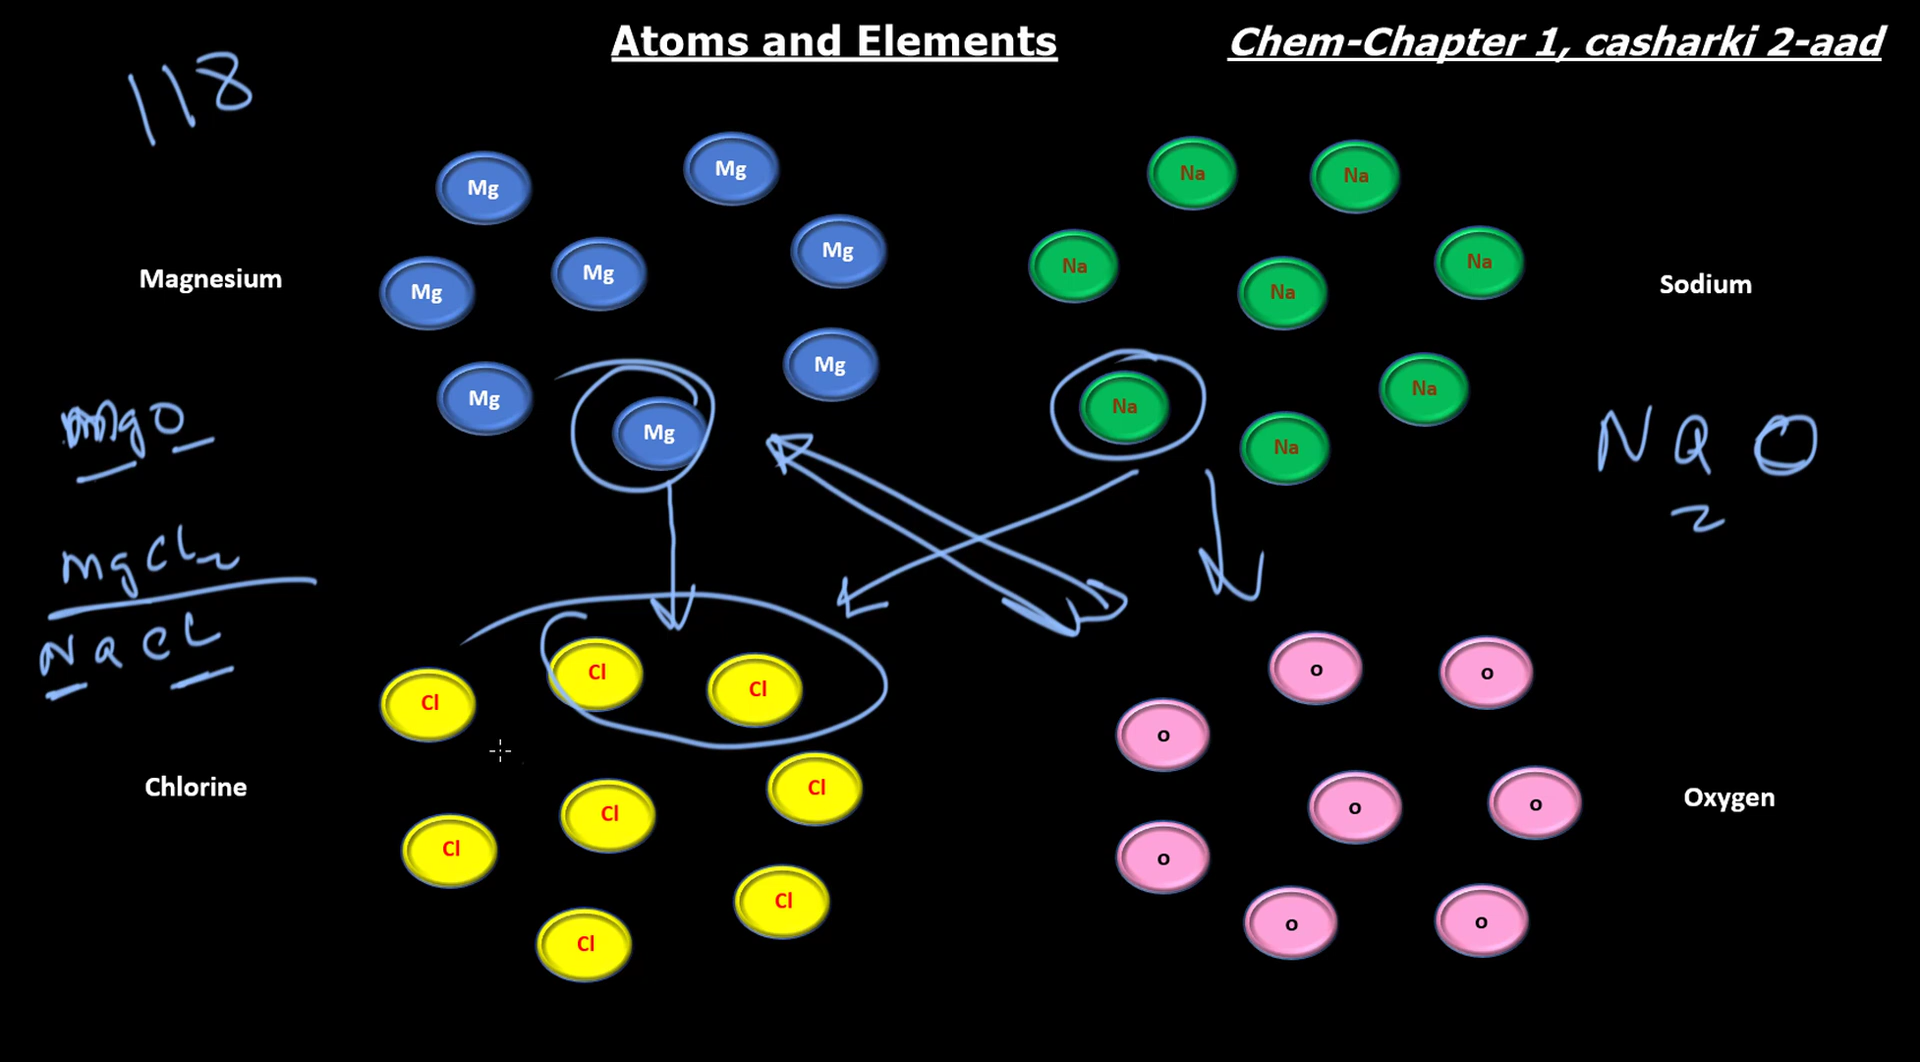 Atoms and Elements
Chem-Chapter 1, casharki 2-aad
118
Mg
Mg
Mg
Mg
Mg
Mg
Mg
Mg
Magnesium
Na
Na
Na
Na
Na
Na
Na
Na
Sodium
MgO
MgCl2
NaCl
Na2O
Cl
Cl
Cl
Cl
Cl
Cl
Cl
Cl
Chlorine
o
o
o
o
o
o
o
o
Oxygen